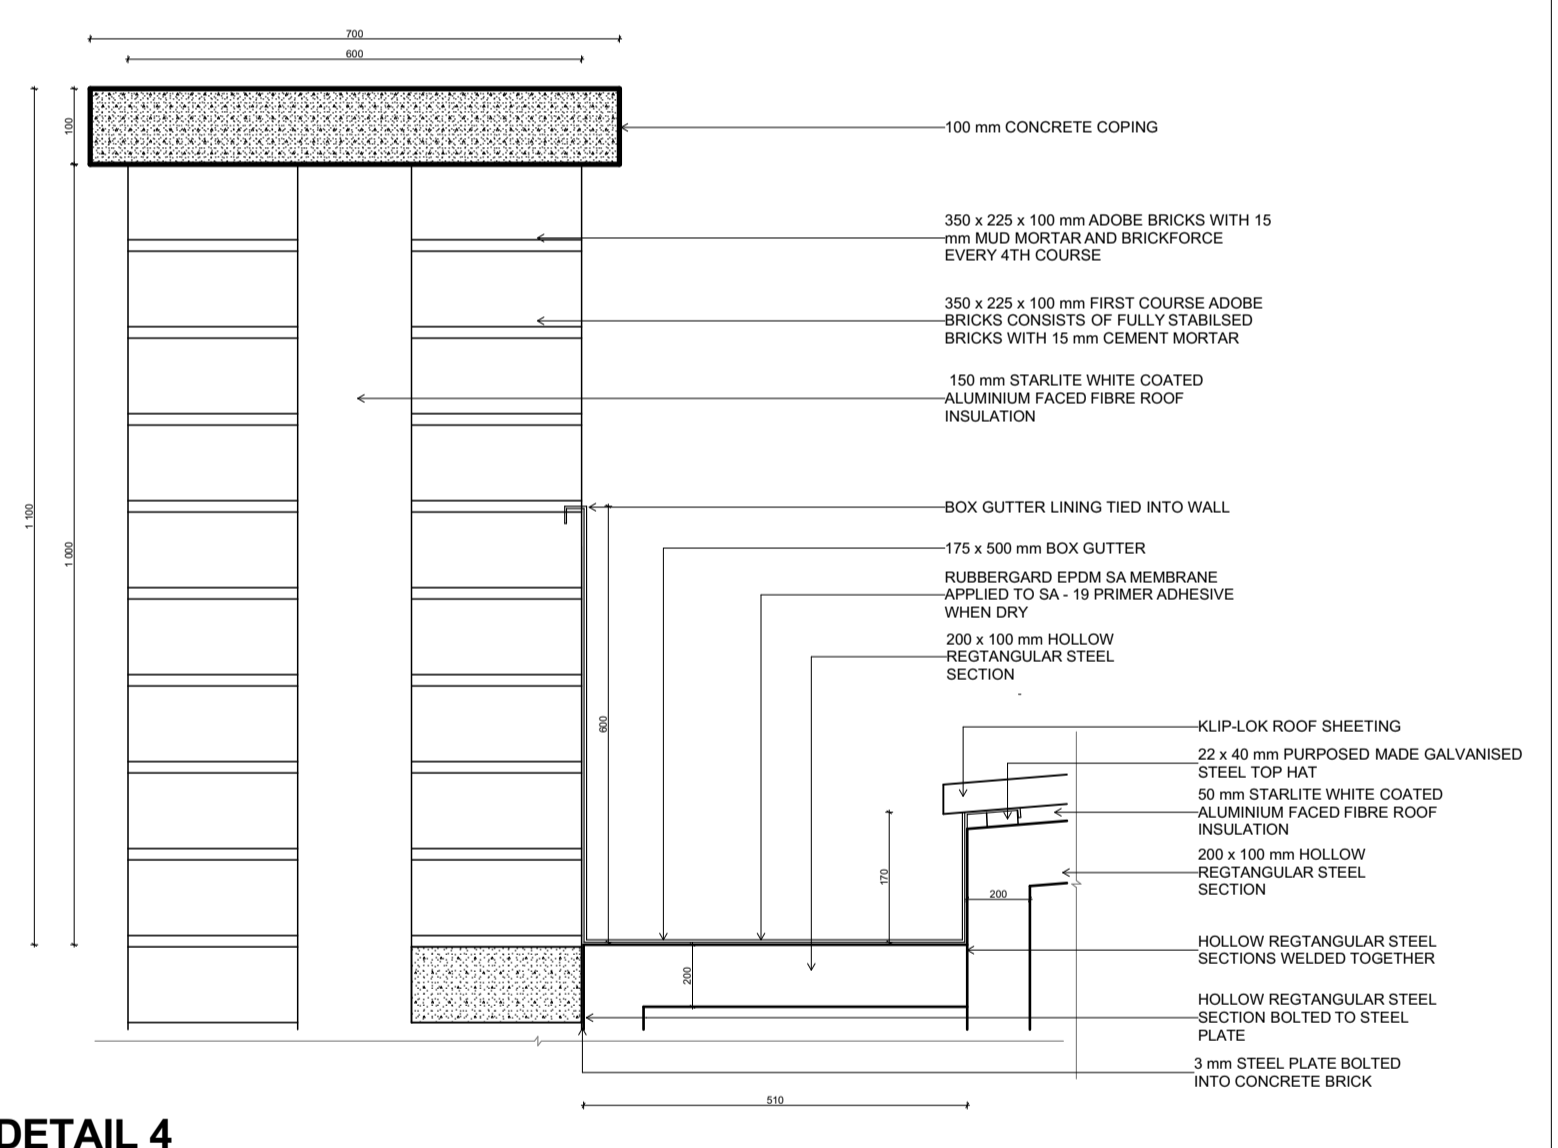 700
600
100
1 100
1 000
100 mm CONCRETE COPING
350 x 225 x 100 mm ADOBE BRICKS WITH 15
mm MUD MORTAR AND BRICKFORCE
EVERY 4TH COURSE
350 x 225 x 100 mm FIRST COURSE ADOBE
BRICKS CONSISTS OF FULLY STABILSED
BRICKS WITH 15 mm CEMENT MORTAR
150 mm STARLITE WHITE COATED
ALUMINIUM FACED FIBRE ROOF
INSULATION
BOX GUTTER LINING TIED INTO WALL
175 x 500 mm BOX GUTTER
RUBBERGARD EPDM SA MEMBRANE
APPLIED TO SA - 19 PRIMER ADHESIVE
WHEN DRY
200 x 100 mm HOLLOW
REGTANGULAR STEEL
SECTION
-
600
KLIP-LOK ROOF SHEETING
22 x 40 mm PURPOSED MADE GALVANISED
STEEL TOP HAT
50 mm STARLITE WHITE COATED
ALUMINIUM FACED FIBRE ROOF
INSULATION
170
200 x 100 mm HOLLOW
REGTANGULAR STEEL
SECTION
200
HOLLOW REGTANGULAR STEEL
SECTIONS WELDED TOGETHER
200
HOLLOW REGTANGULAR STEEL
SECTION BOLTED TO STEEL
PLATE
3 mm STEEL PLATE BOLTED
INTO CONCRETE BRICK
510
DETAIL 4